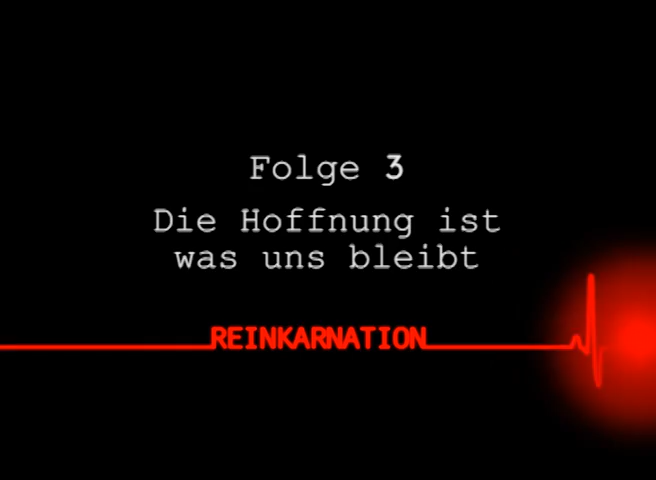 Folge 3
Die Hoffnung ist
was uns bleibt
REINKARNATION